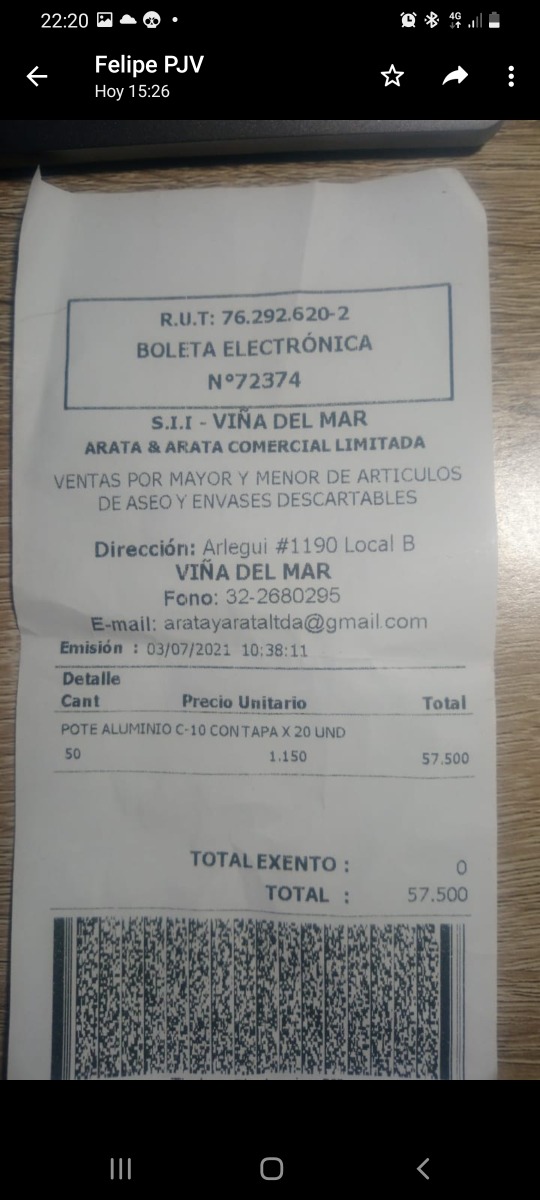 22:20
4G
Felipe PJV
Hoy 15:26
R.U.T: 76.292.620-2
BOLETA ELECTRÓNICA
N°72374
S.I.I - VIÑA DEL MAR
ARATA & ARATA COMERCIAL LIMITADA
VENTAS POR MAYOR Y MENOR DE ARTICULOS
DE ASEO Y ENVASES DESCARTABLES
Dirección: Arlegui #1190 Local B
VIÑA DEL MAR
Fono: 32-2680295
E-mail: aratayarataltda@gmail.com
Emisión : 03/07/2021 10:38:11
Detalle
Cant Precio Unitario Total
POTE ALUMINIO C-10 CON TAPA X 20 UND
50 1.150 57.500
TOTAL EXENTO : 0
TOTAL : 57.500